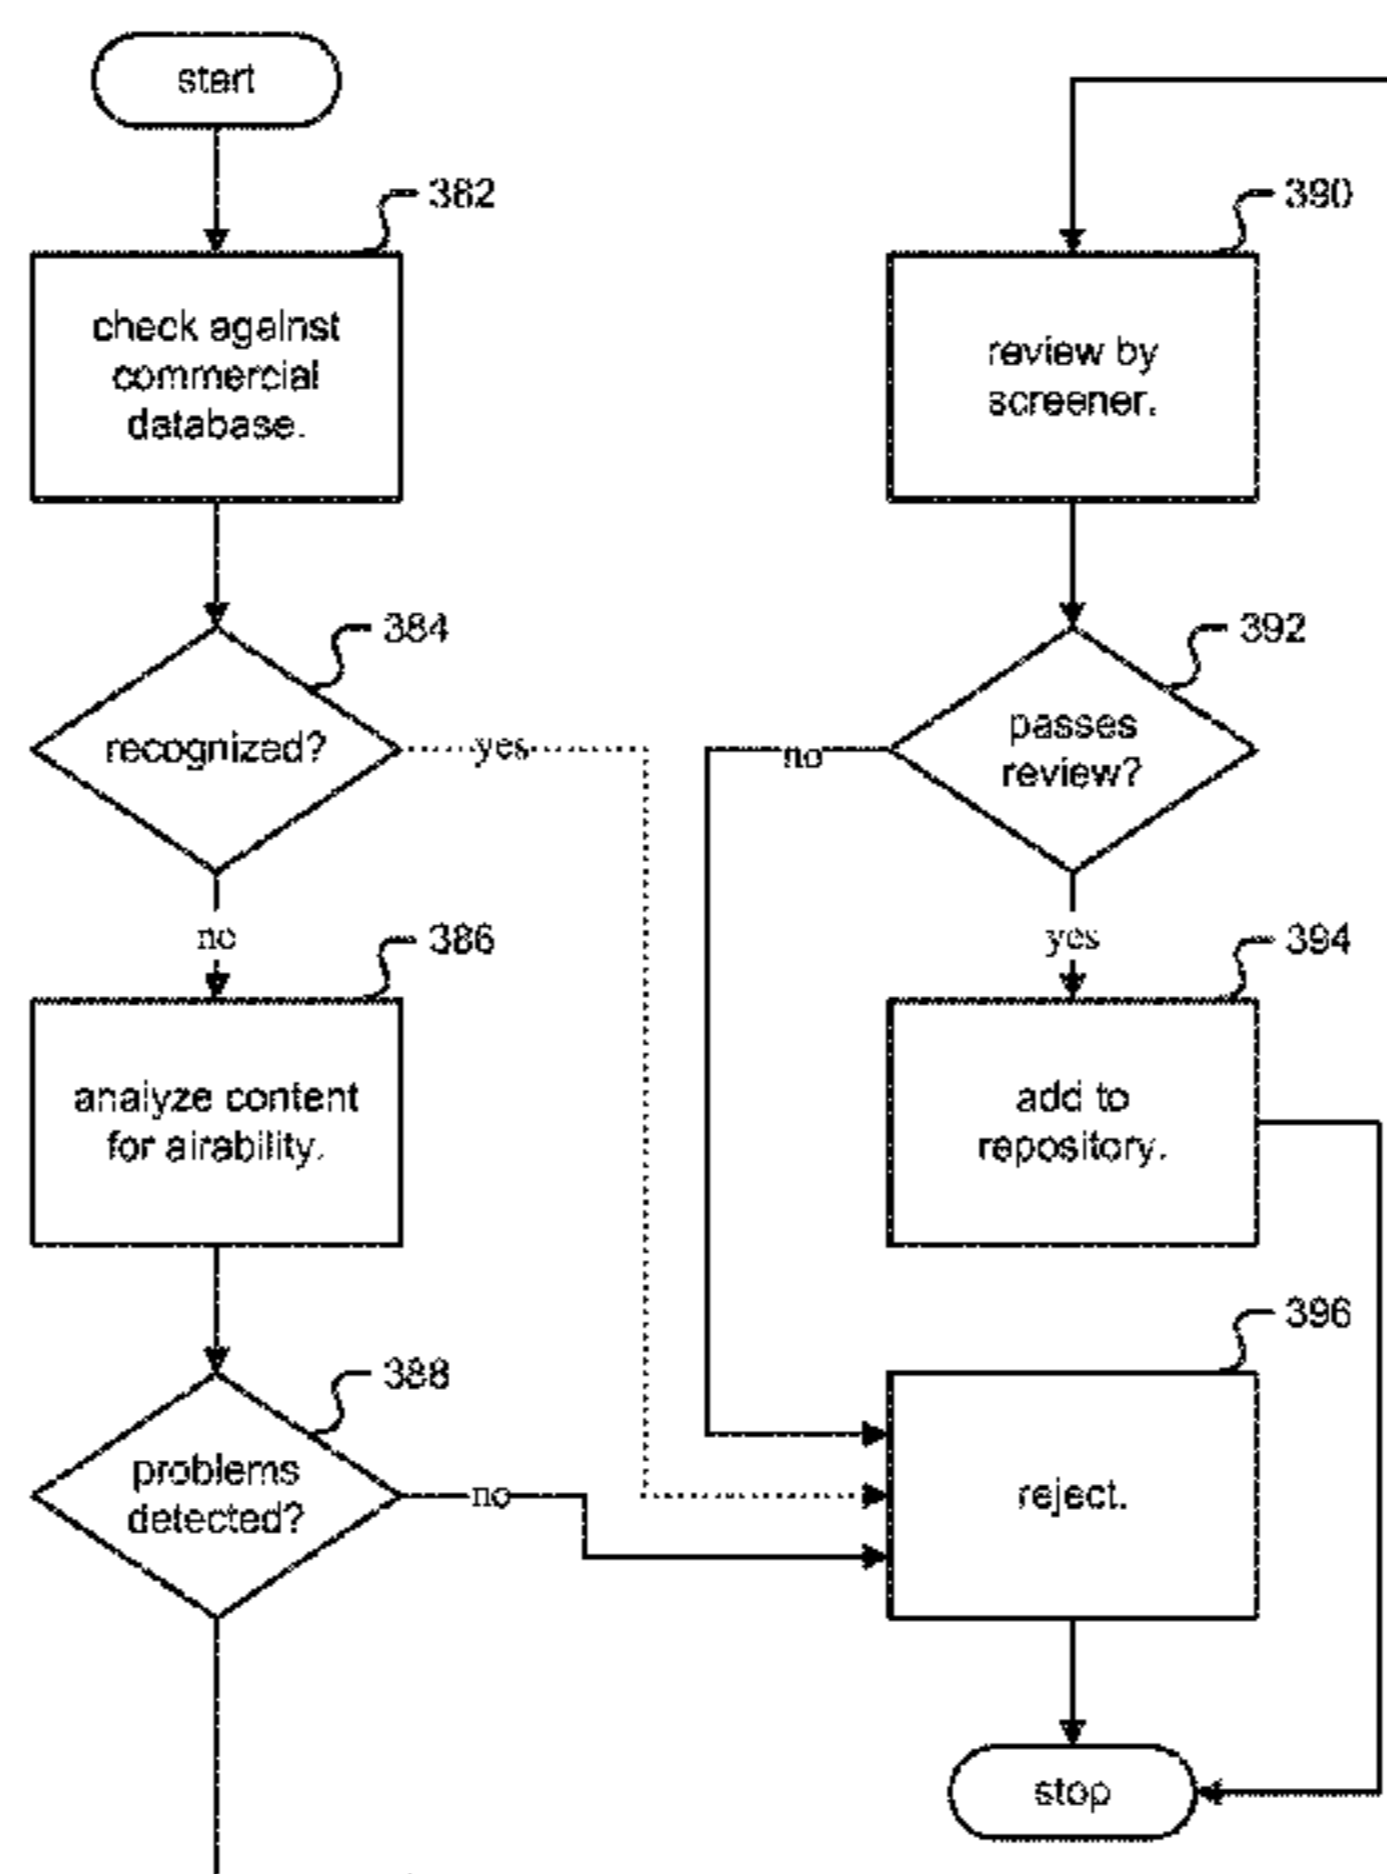 start
382
check against
commercial
database.
384
recognized?
yes
no
386
analyze content
for airability.
388
problems
detected?
no
390
review by
screener.
392
passes
review?
no
yes
394
add to
repository.
396
reject.
stop